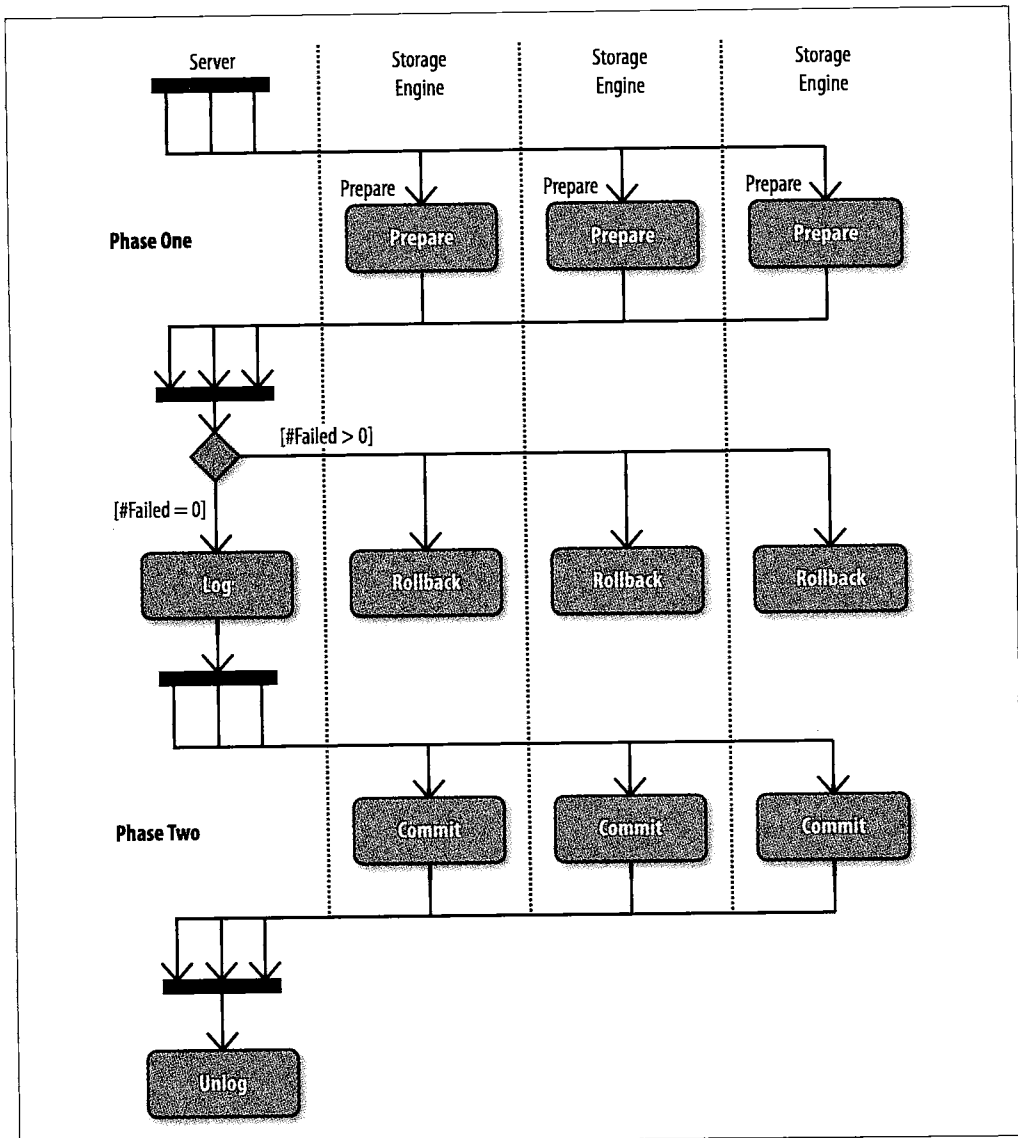 Server
Storage
Engine
Storage
Engine
Storage
Engine
Prepare
Prepare
Prepare
Phase One
Prepare
Prepare
Prepare
[#Failed > 0]
[#Failed = 0]
Log
Rollback
Rollback
Rollback
Phase Two
Commit
Commit
Commit
Unlog